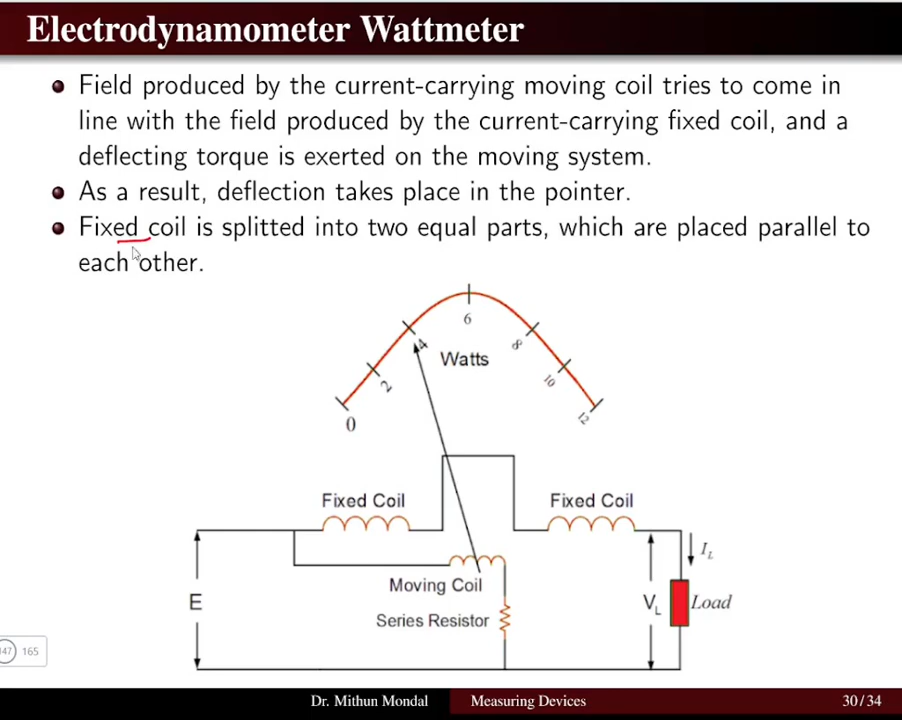 Electrodynamometer Wattmeter
Field produced by the current-carrying moving coil tries to come in
line with the field produced by the current-carrying fixed coil, and a
deflecting torque is exerted on the moving system.
As a result, deflection takes place in the pointer.
Fixed coil is splitted into two equal parts, which are placed parallel to
each other.
6
4
8
Watts
2
10
0
12
Fixed Coil
Fixed Coil
I_L
Moving Coil
E
V_L
Load
Series Resistor
47 165
Dr. Mithun Mondal
Measuring Devices
30/34